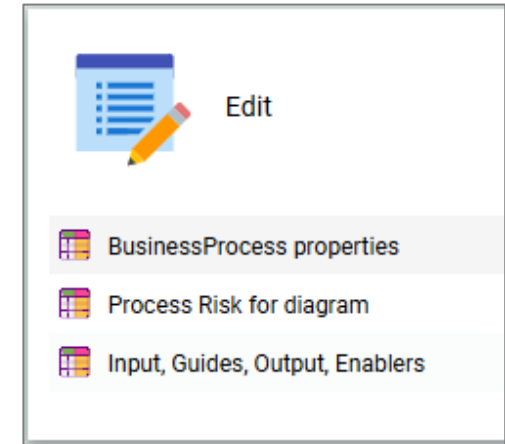 Edit
BusinessProcess properties
Process Risk for diagram
Input, Guides, Output, Enablers